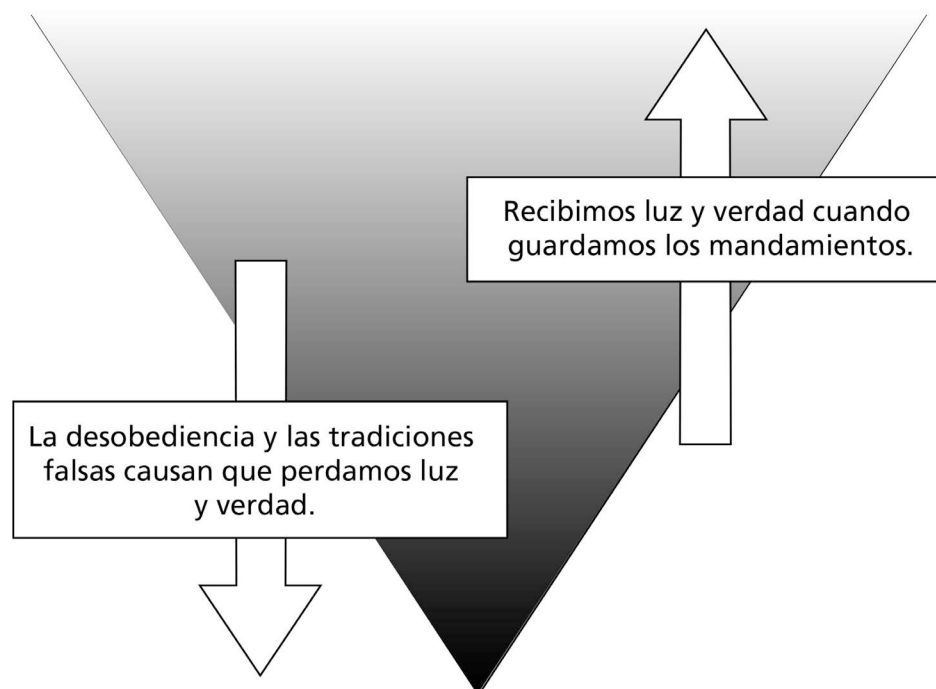 Recibimos luz y verdad cuando
guardamos los mandamientos.
La desobediencia y las tradiciones
falsas causan que perdamos luz
y verdad.